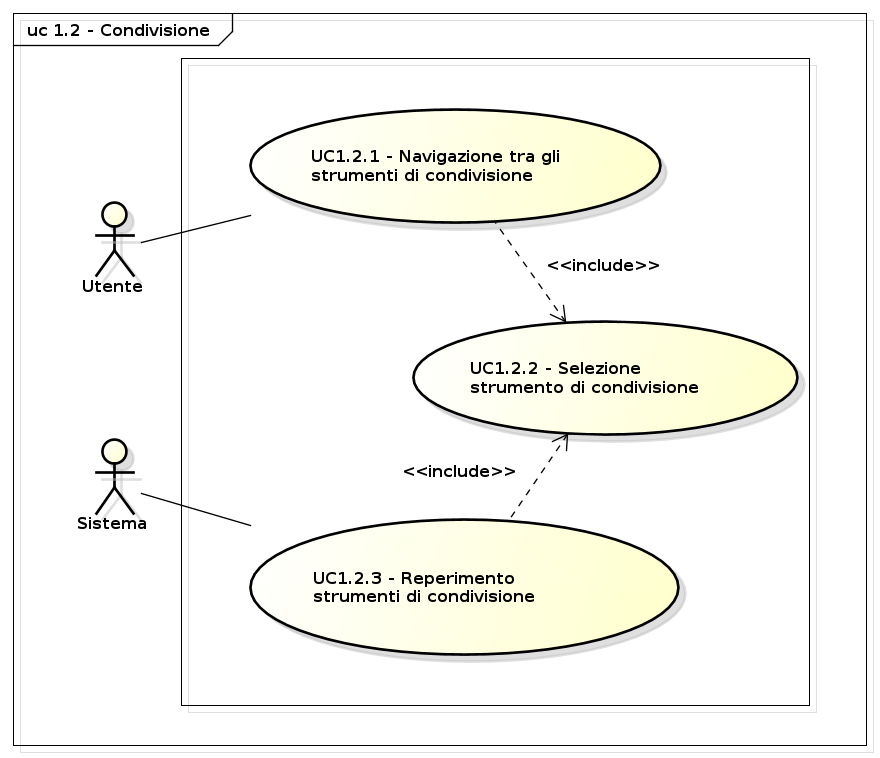 uc 1.2 - Condivisione
UC1.2.1 - Navigazione tra gli
strumenti di condivisione
Utente
<<include>>
UC1.2.2 - Selezione
strumento di condivisione
<<include>>
Sistema
UC1.2.3 - Reperimento
strumenti di condivisione